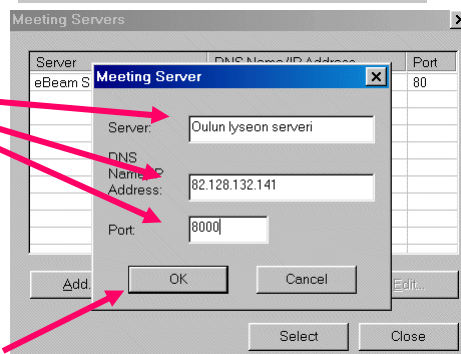 Meeting Servers
Server DNS Name/IP Address Port
eBeam S 80
Meeting Server
Server: Oulun lyseon serveri
DNS
Name/IP
Address: 82.128.132.141
Port: 8000
OK Cancel
Add. Edit...
Select Close